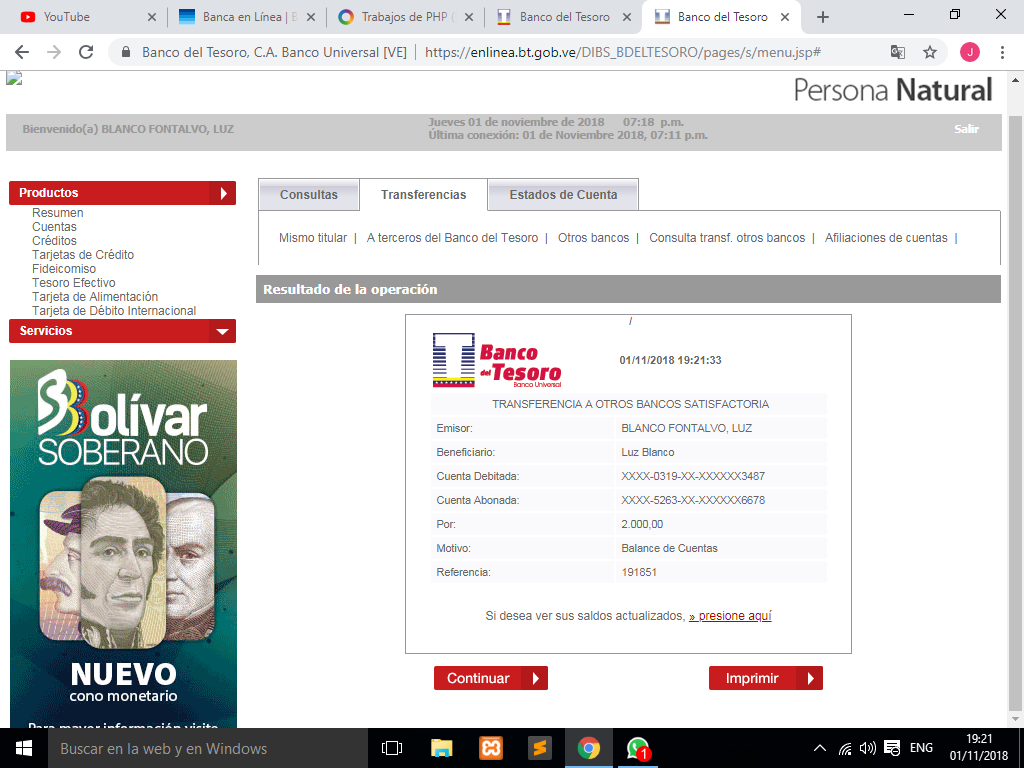 YouTube
Banca en Línea | B
Trabajos de PHP (
Banco del Tesoro
Banco del Tesoro
Banco del Tesoro, C.A. Banco Universal [VE]
https://enlinea.bt.gob.ve/DIBS_BDELTESORO/pages/s/menu.jsp#
J
Persona Natural
Bienvenido(a) BLANCO FONTALVO, LUZ
Jueves 01 de noviembre de 2018 07:18 p.m.
Última conexión: 01 de Noviembre 2018, 07:11 p.m.
Salir
Productos
Resumen
Cuentas
Créditos
Tarjetas de Crédito
Fideicomiso
Tesoro Efectivo
Tarjeta de Alimentación
Tarjeta de Débito Internacional
Servicios
Bolívar
SOBERANO
NUEVO
cono monetario
Para mayor información visite
Consultas
Transferencias
Estados de Cuenta
Mismo titular | A terceros del Banco del Tesoro | Otros bancos | Consulta transf. otros bancos | Afiliaciones de cuentas |
Resultado de la operación
/
Banco
del Tesoro
Banco Universal
01/11/2018 19:21:33
TRANSFERENCIA A OTROS BANCOS SATISFACTORIA
Emisor: BLANCO FONTALVO, LUZ
Beneficiario: Luz Blanco
Cuenta Debitada: XXXX-0319-XX-XXXXXX3487
Cuenta Abonada: XXXX-5263-XX-XXXXXX6678
Por: 2.000,00
Motivo: Balance de Cuentas
Referencia: 191851
Si desea ver sus saldos actualizados, » presione aquí
Continuar
Imprimir
Buscar en la web y en Windows
1
ENG
19:21
01/11/2018